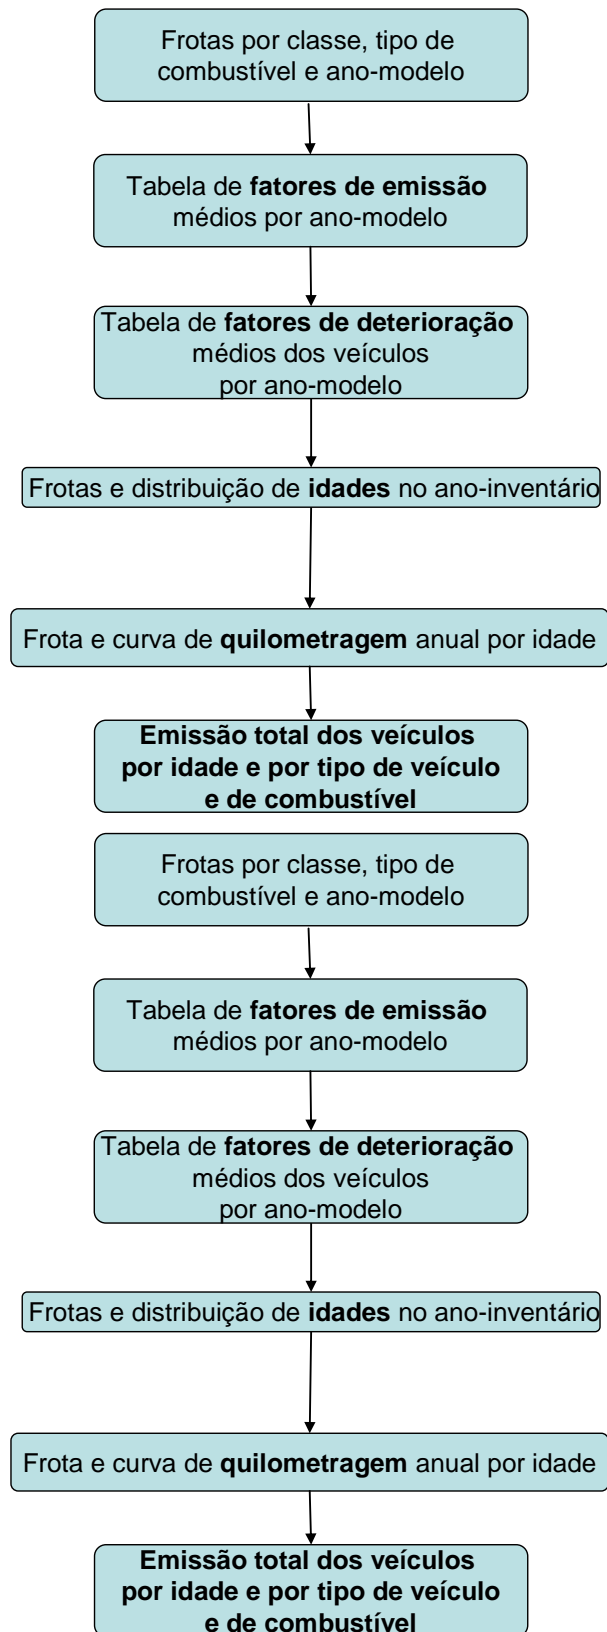 Frotas por classe, tipo de
combustível e ano-modelo
Tabela de fatores de emissão
médios por ano-modelo
Tabela de fatores de deterioração
médios dos veículos
por ano-modelo
Frotas e distribuição de idades no ano-inventário
Frota e curva de quilometragem anual por idade
Emissão total dos veículos
por idade e por tipo de veículo
e de combustível
Frotas por classe, tipo de
combustível e ano-modelo
Tabela de fatores de emissão
médios por ano-modelo
Tabela de fatores de deterioração
médios dos veículos
por ano-modelo
Frotas e distribuição de idades no ano-inventário
Frota e curva de quilometragem anual por idade
Emissão total dos veículos
por idade e por tipo de veículo
e de combustível